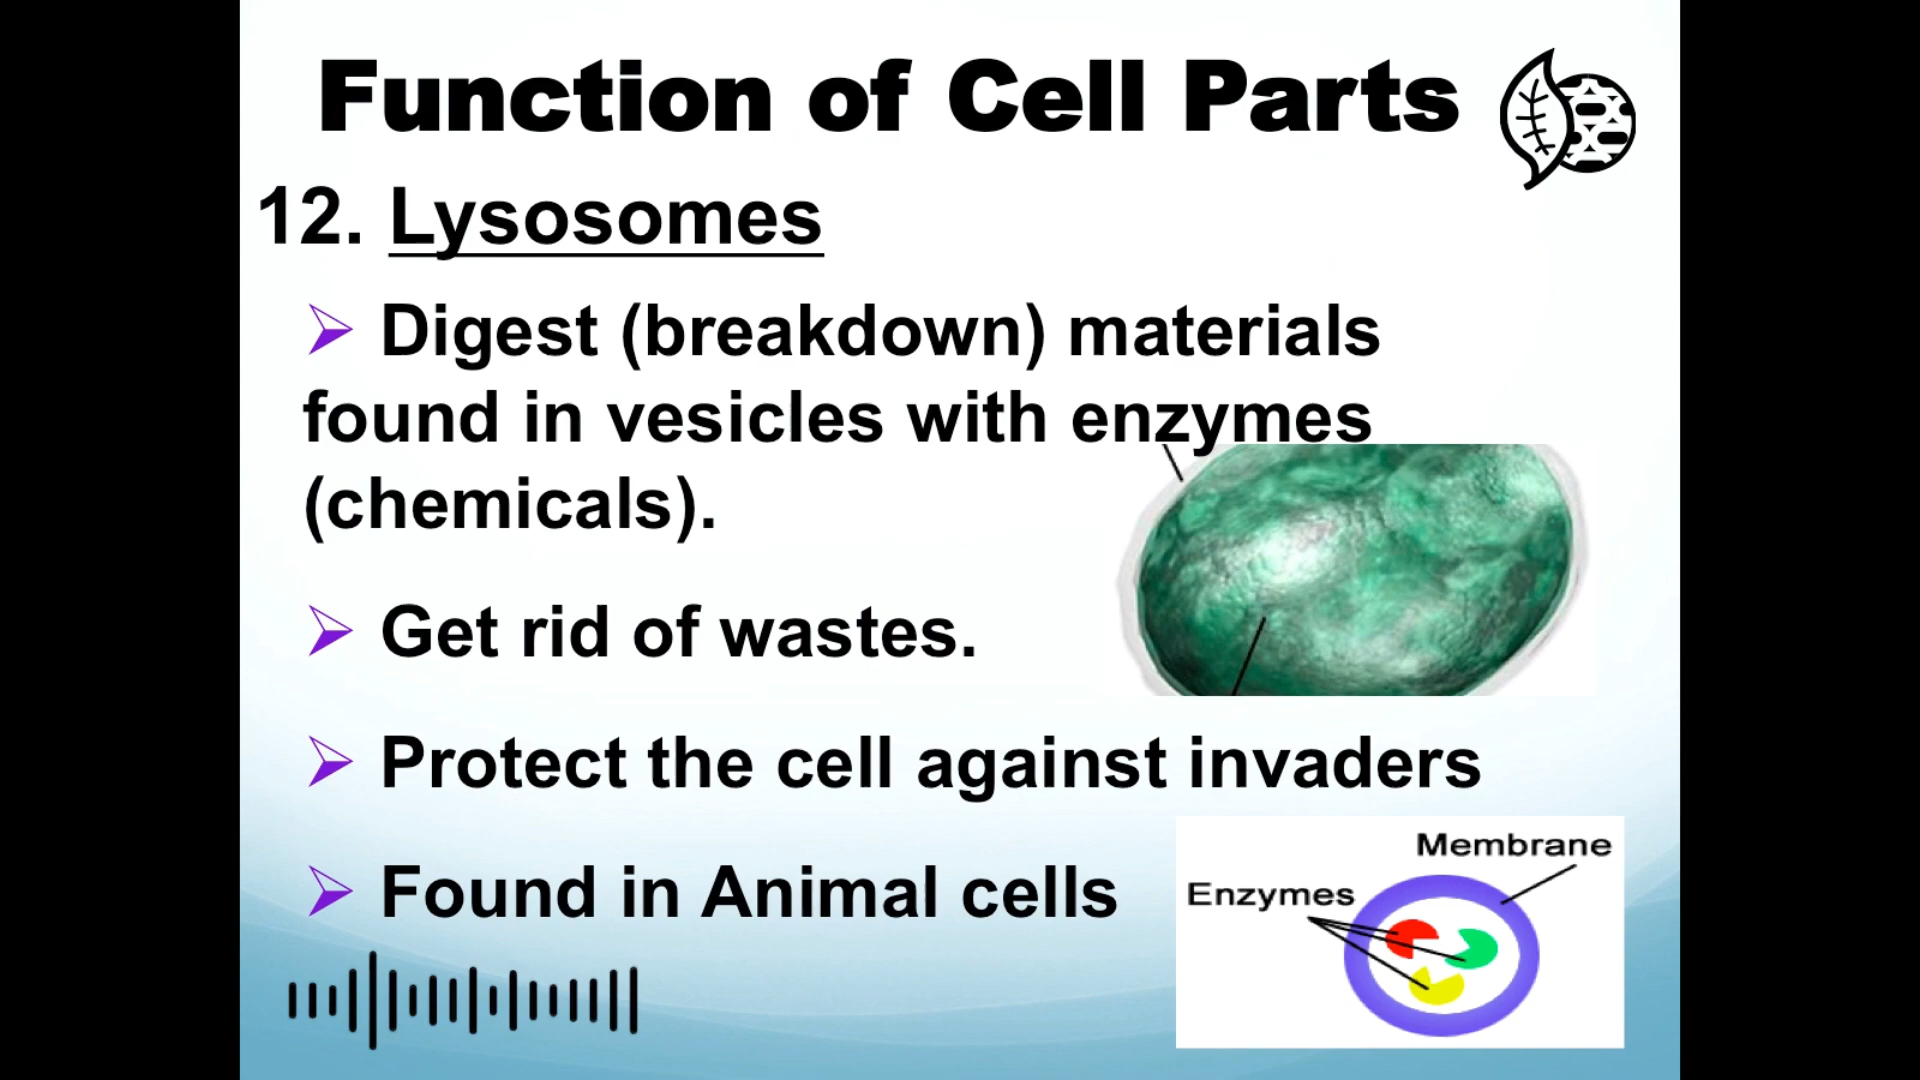 Function of Cell Parts
12. Lysosomes
Digest (breakdown) materials
found in vesicles with enzymes
(chemicals).
Get rid of wastes.
Protect the cell against invaders
Found in Animal cells
Membrane
Enzymes